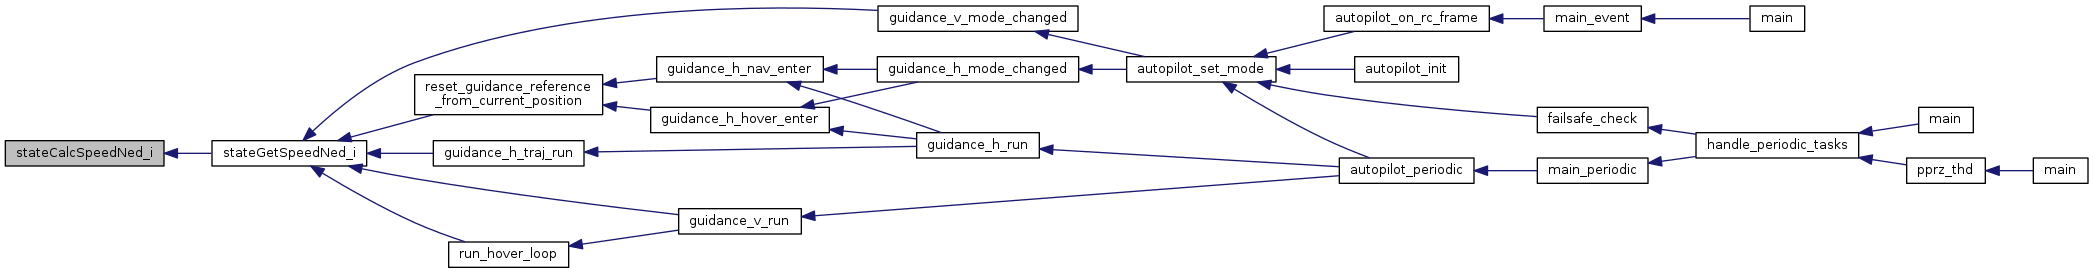 stateCalcSpeedNed_i
stateGetSpeedNed_i
guidance_v_mode_changed
reset_guidance_reference
_from_current_position
guidance_h_traj_run
guidance_v_run
run_hover_loop
guidance_h_nav_enter
guidance_h_hover_enter
guidance_h_mode_changed
guidance_h_run
autopilot_set_mode
autopilot_on_rc_frame
autopilot_init
autopilot_periodic
main_event
main
failsafe_check
main_periodic
handle_periodic_tasks
main
pprz_thd
main